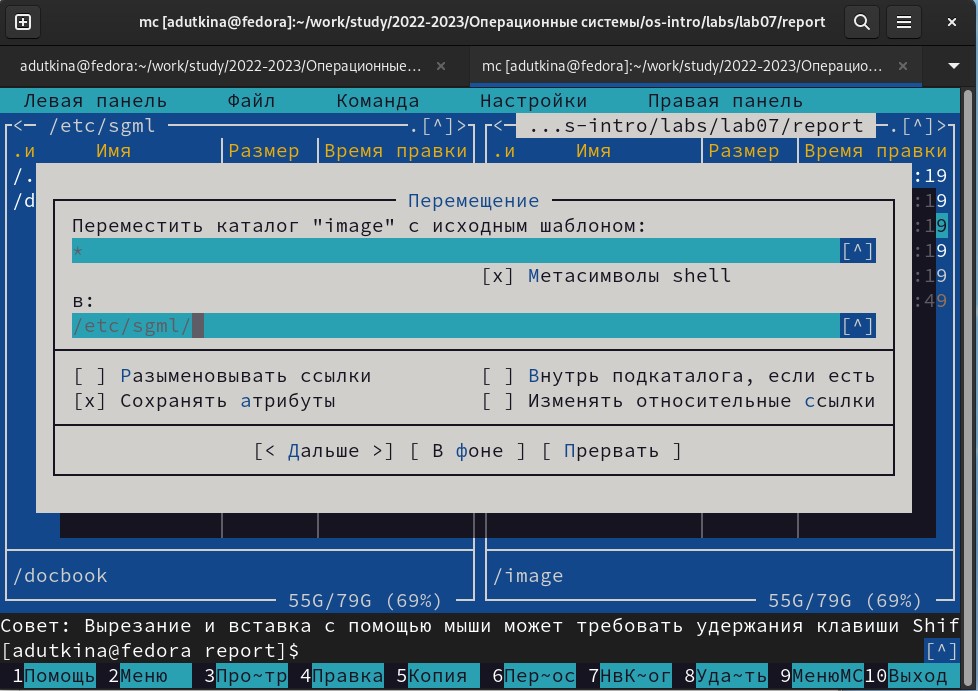 mc [adutkina@fedora]:~/work/study/2022-2023/Операционные системы/os-intro/labs/lab07/report
adutkina@fedora:~/work/study/2022-2023/Операционные… × mc [adutkina@fedora]:~/work/study/2022-2023/Операцио… ×
Левая панель Файл Команда Настройки Правая панель
<— /etc/sgml .[^]> <— ...s-intro/labs/lab07/report .[^]>
.и Имя Размер Время правки .и Имя Размер Время правки
/. :19
/d :19
Перемещение
Переместить каталог "image" с исходным шаблоном: :19
* [^] :19
[x] Метасимволы shell :19
в: :49
/etc/sgml/ [^]
[ ] Разыменовывать ссылки [ ] Внутрь подкаталога, если есть
[x] Сохранять атрибуты [ ] Изменять относительные ссылки
[< Дальше >] [ В фоне ] [ Прервать ]
/docbook /image
55G/79G (69%) 55G/79G (69%)
Совет: Вырезание и вставка с помощью мыши может требовать удержания клавиши Shif
[adutkina@fedora report]$ [^]
1Помощь 2Меню 3Про~тр 4Правка 5Копия 6Пер~ос 7НвК~ог 8Уда~ть 9МенюМС 10Выход